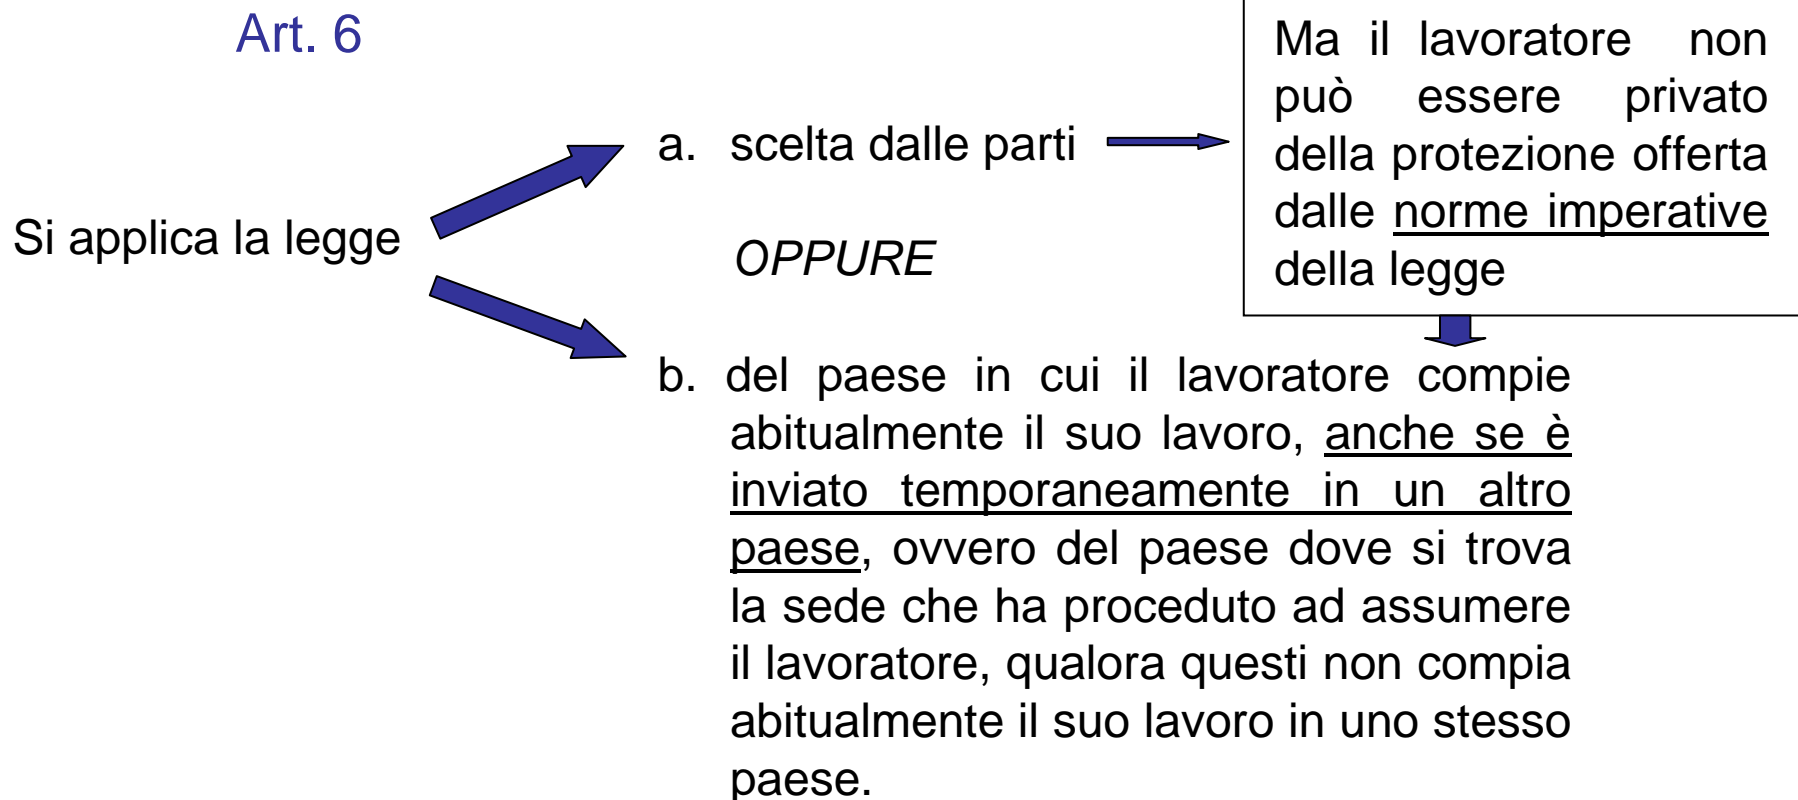 Art. 6
Si applica la legge
a. scelta dalle parti
Ma il lavoratore non
può essere privato
della protezione offerta
dalle norme imperative
della legge
OPPURE
b. del paese in cui il lavoratore compie
abitualmente il suo lavoro, anche se è
inviato temporaneamente in un altro
paese, ovvero del paese dove si trova
la sede che ha proceduto ad assumere
il lavoratore, qualora questi non compia
abitualmente il suo lavoro in uno stesso
paese.